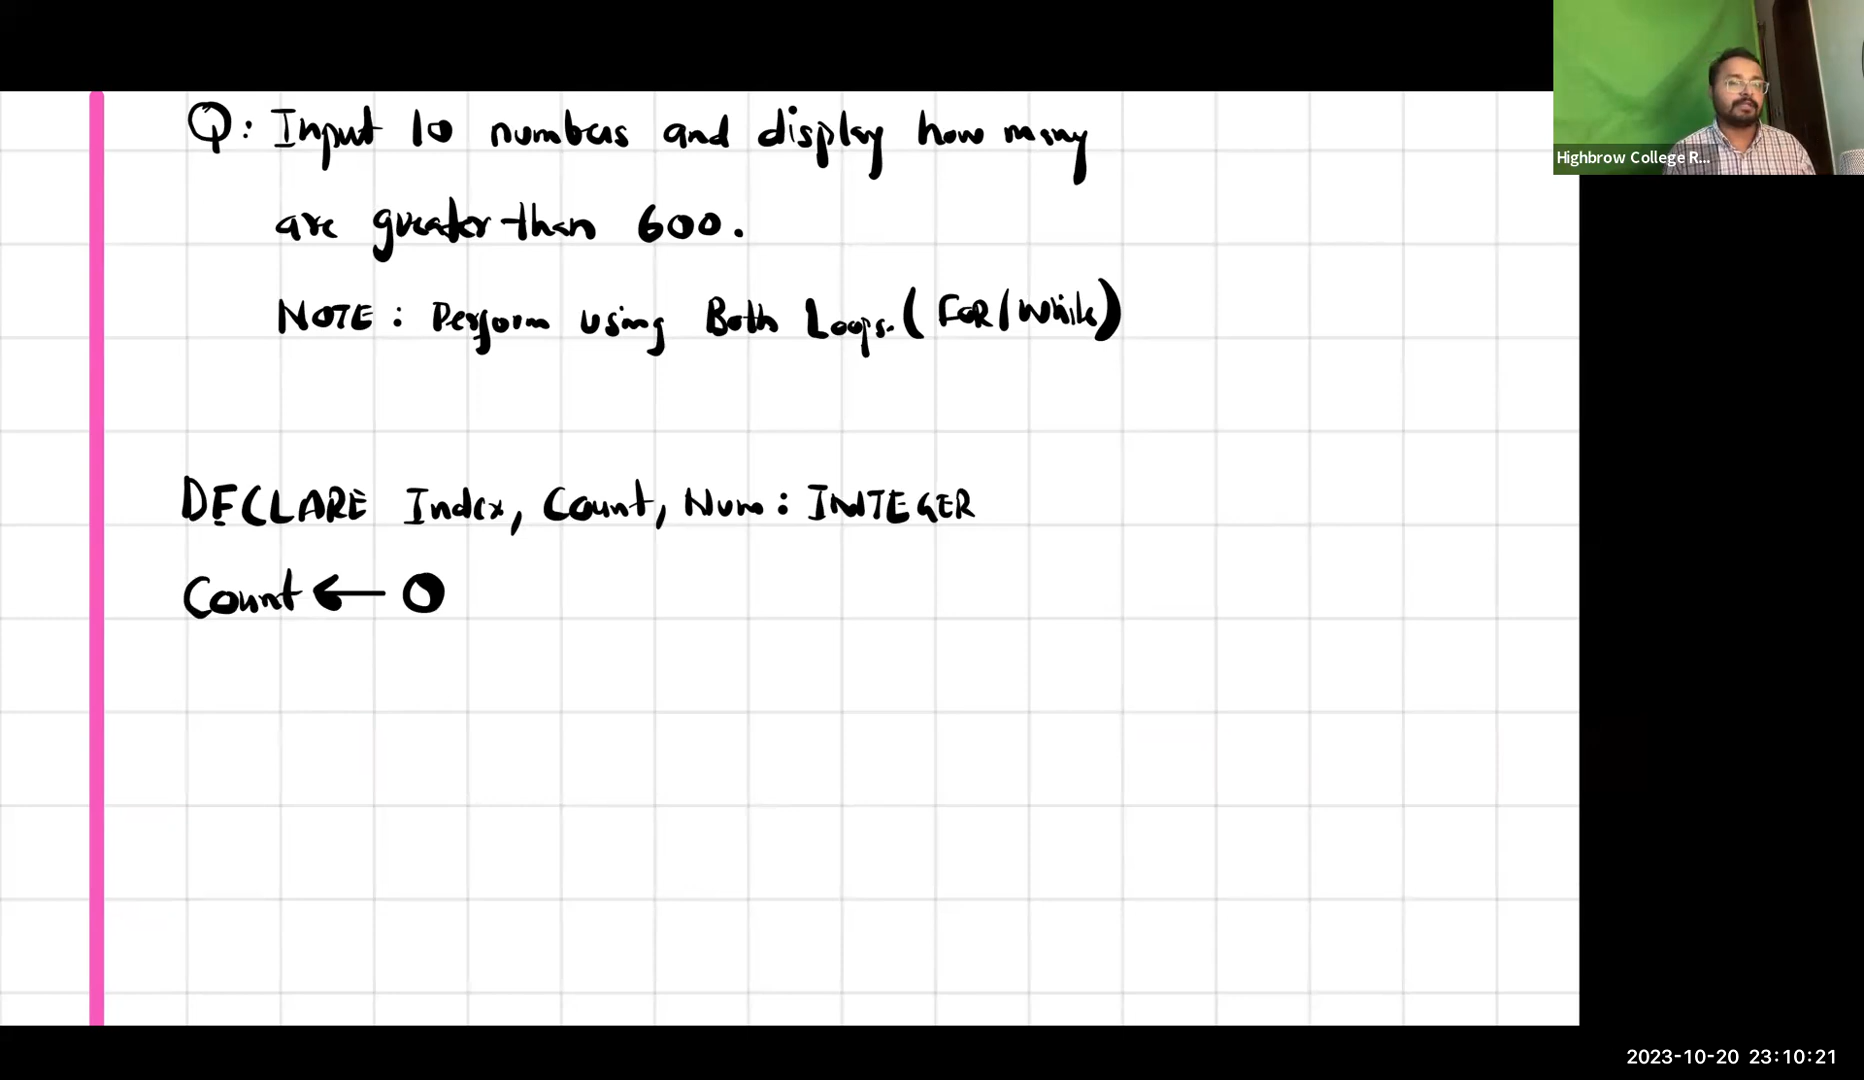 Q: Input 10 numbers and display how many
are greater than 600.
NOTE: Perform using Both Loops. (FOR/While)
DECLARE Index, Count, Num: INTEGER
Count ← 0
Highbrow College R...
2023-10-20 23:10:21